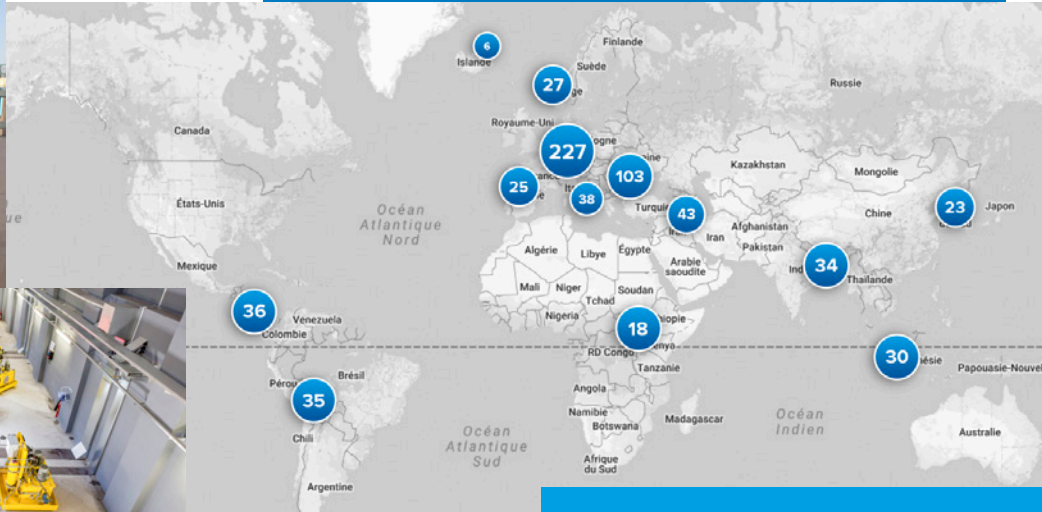 6
Islande
Finlande
Suède
27
Russie
Royaume-Uni
Canada
227
Kazakhstan
Mongolie
25
103
38
États-Unis
Océan
Atlantique
Nord
43
Chine
23
Japon
Afghanistan
Iran
Pakistan
Algérie
Libye
Égypte
Arabie
saoudite
34
Thaïlande
Mexique
Mali
Niger
Soudan
Tchad
Nigeria
36
Venezuela
Colombie
18
RD Congo
Tanzanie
30
Papouasie-Nouvel
Pérou
Brésil
35
Angola
Namibie
Botswana
Madagascar
Océan
Indien
Océan
Atlantique
Sud
Chili
Australie
Afrique
du Sud
Argentine